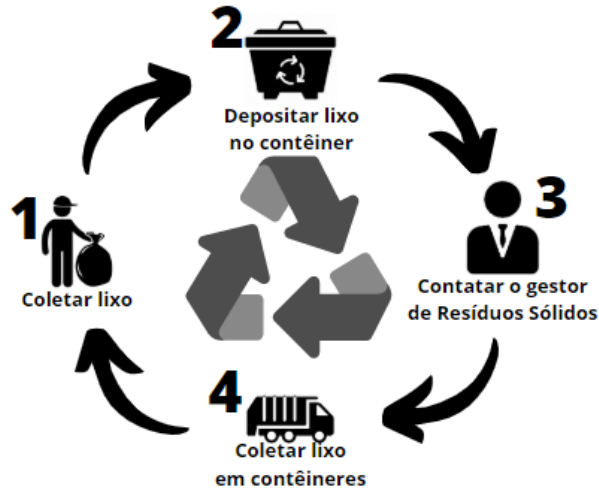 1
Coletar lixo
2
Depositar lixo
no contêiner
3
Contatar o gestor
de Resíduos Sólidos
4
Coletar lixo
em contêineres